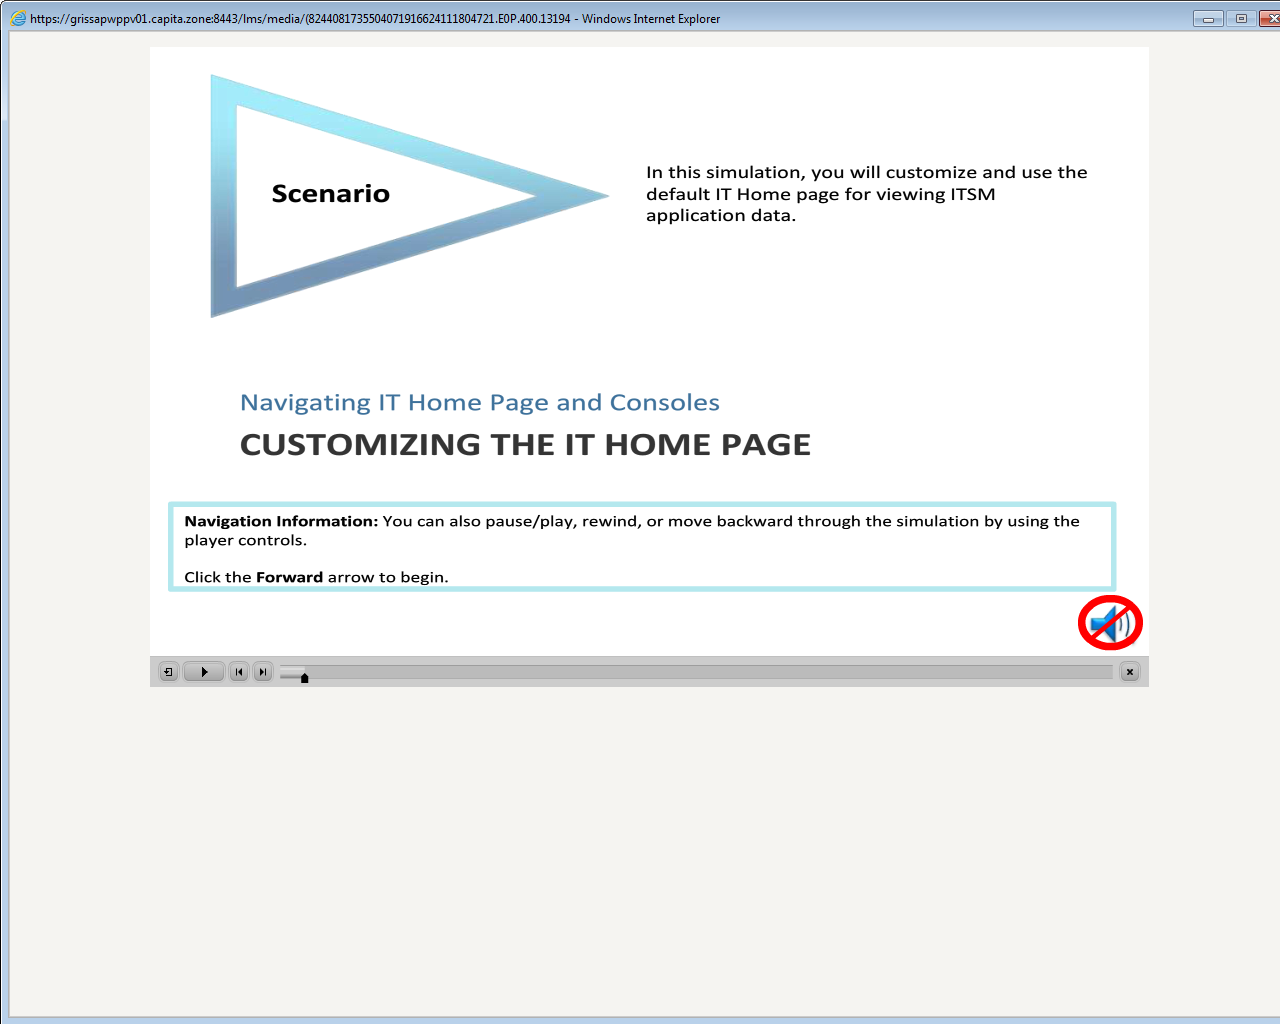 https://grissapwppv01.capita.zone:8443/lms/media/(824408173550407191662411180472​1.E0P.400.13194 - Windows Internet Explorer
Scenario
In this simulation, you will customize and use the
default IT Home page for viewing ITSM
application data.
Navigating IT Home Page and Consoles
CUSTOMIZING THE IT HOME PAGE
Navigation Information: You can also pause/play, rewind, or move backward through the simulation by using the
player controls.
Click the Forward arrow to begin.